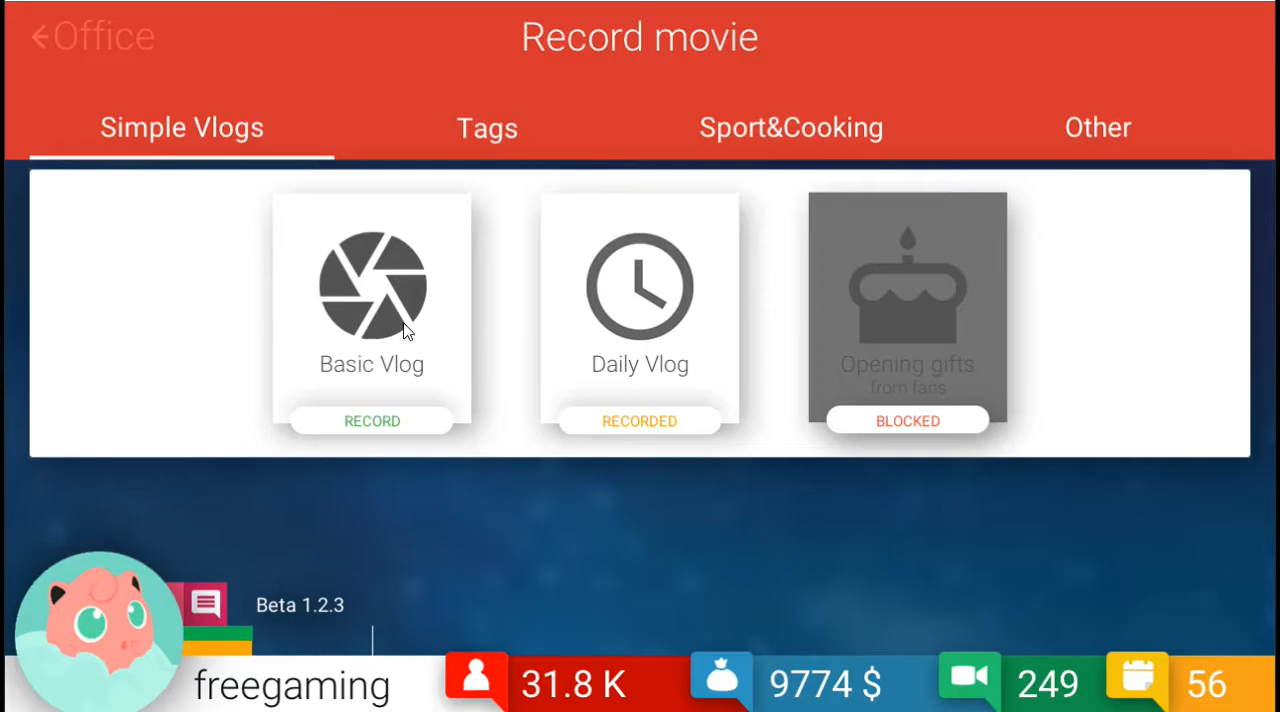 Office
Record movie
Simple Vlogs
Tags
Sport&Cooking
Other
Basic Vlog
RECORD
Daily Vlog
RECORDED
Opening gifts
from fans
BLOCKED
Beta 1.2.3
freegaming
31.8 K
9774 $
249
56